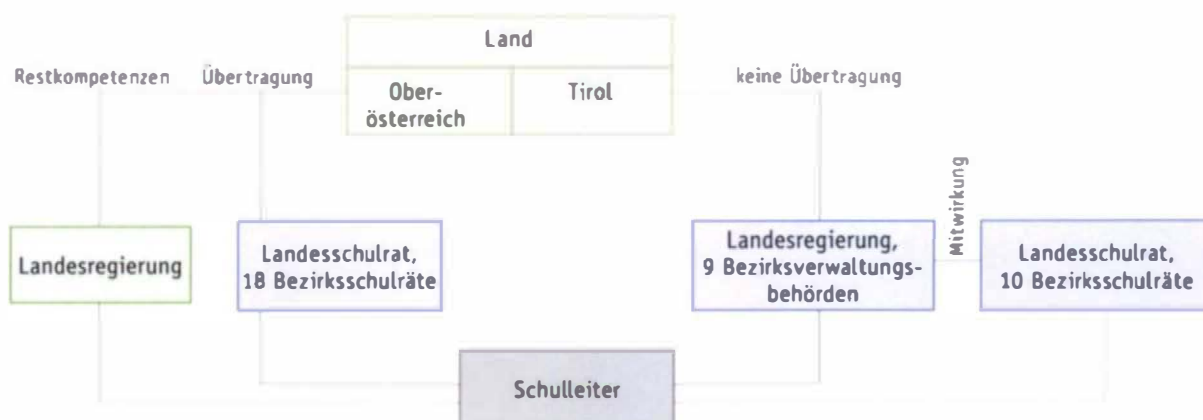 Land
Restkompetenzen
Übertragung
keine Übertragung
Ober-
österreich
Tirol
Mitwirkung
Landesregierung
Landesschulrat,
18 Bezirksschulräte
Landesregierung,
9 Bezirksverwaltungs-
behörden
Landesschulrat,
10 Bezirksschulräte
Schulleiter